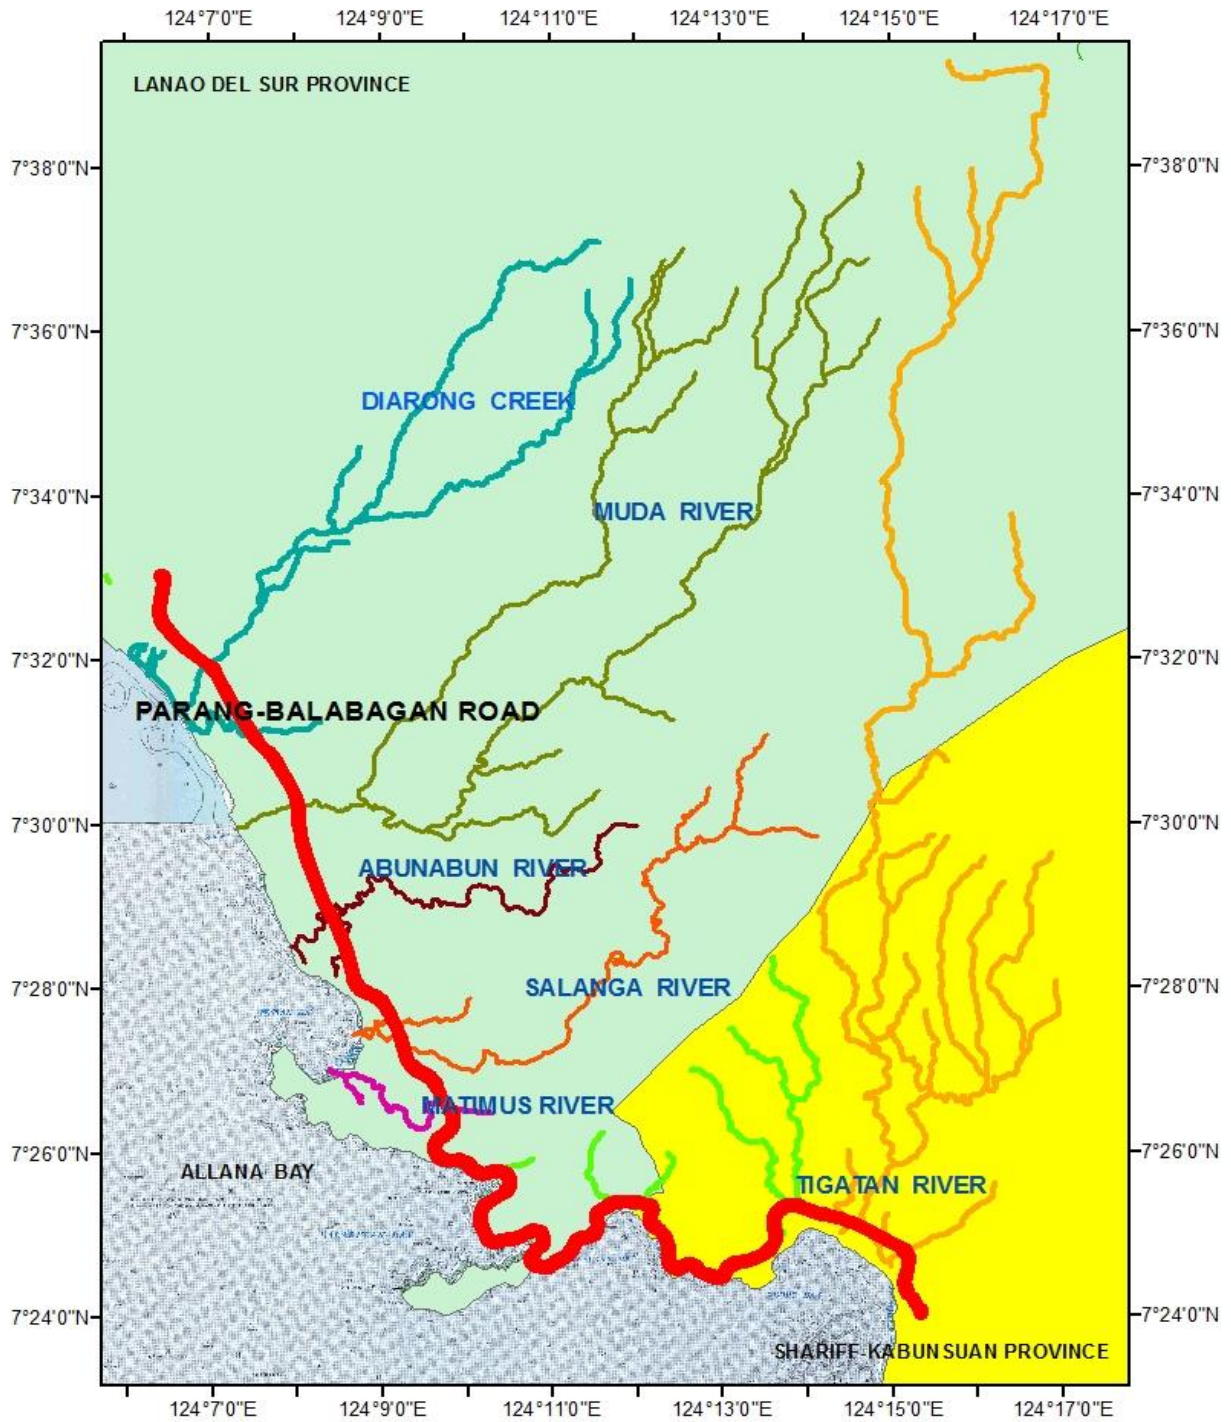 124°7'0"E 124°9'0"E 124°11'0"E 124°13'0"E 124°15'0"E 124°17'0"E
LANAO DEL SUR PROVINCE
7°38'0"N 7°38'0"N
7°36'0"N 7°36'0"N
DIARONG CREEK
7°34'0"N 7°34'0"N
MUDA RIVER
7°32'0"N 7°32'0"N
PARANG-BALABAGAN ROAD
7°30'0"N 7°30'0"N
ABUNABUN RIVER
7°28'0"N 7°28'0"N
SALANGA RIVER
MATIMUS RIVER
7°26'0"N 7°26'0"N
ALLANA BAY
TIGATAN RIVER
7°24'0"N 7°24'0"N
SHARIFF-KABUNSUAN PROVINCE
124°7'0"E 124°9'0"E 124°11'0"E 124°13'0"E 124°15'0"E 124°17'0"E